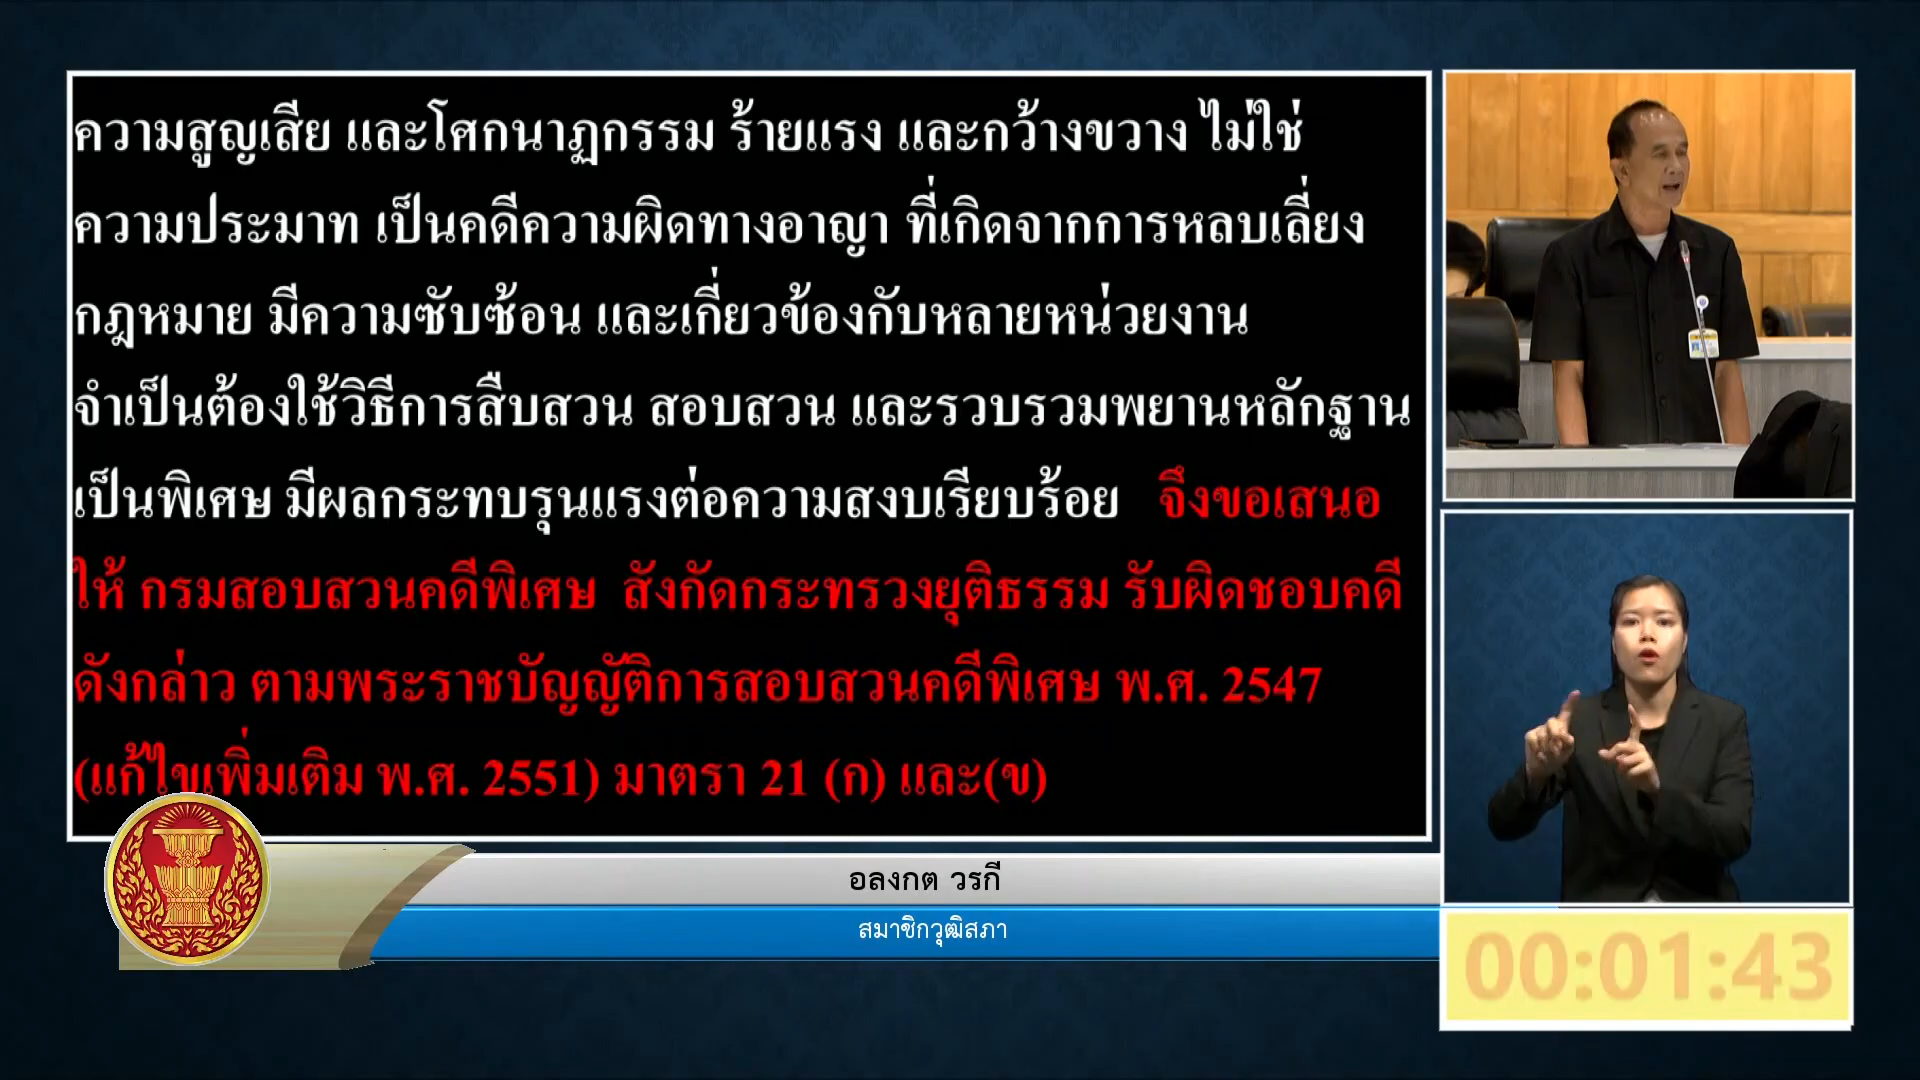 ความสูญเสีย และโศกนาฏกรรม ร้ายแรง และกว้างขวาง ไม่ใช่
ความประมาท เป็นคดีความผิดทางอาญา ที่เกิดจากการหลบเลี่ยง
กฎหมาย มีความซับซ้อน และเกี่ยวข้องกับหลายหน่วยงาน
จำเป็นต้องใช้วิธีการสืบสวน สอบสวน และรวบรวมพยานหลักฐาน
เป็นพิเศษ มีผลกระทบรุนแรงต่อความสงบเรียบร้อย จึงขอเสนอ
ให้ กรมสอบสวนคดีพิเศษ สังกัดกระทรวงยุติธรรม รับผิดชอบคดี
ดังกล่าว ตามพระราชบัญญัติการสอบสวนคดีพิเศษ พ.ศ. 2547
(แก้ไขเพิ่มเติม พ.ศ. 2551) มาตรา 21 (ก) และ(ข)
อลงกต วรกี
สมาชิกวุฒิสภา
00:01:43